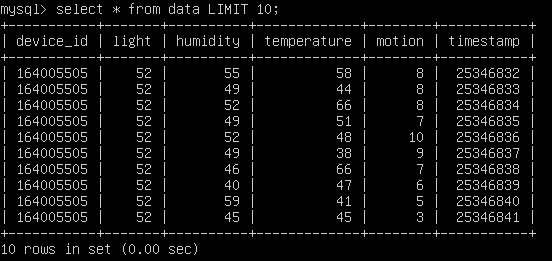 mysql> select * from data LIMIT 10;
+-----------+-------+----------+-------------+--------+-----------+
| device_id | light | humidity | temperature | motion | timestamp |
+-----------+-------+----------+-------------+--------+-----------+
| 164005505 |    52 |       55 |          58 |      8 |  25346832 |
| 164005505 |    52 |       49 |          44 |      8 |  25346833 |
| 164005505 |    52 |       52 |          66 |      8 |  25346834 |
| 164005505 |    52 |       49 |          51 |      7 |  25346835 |
| 164005505 |    52 |       52 |          48 |     10 |  25346836 |
| 164005505 |    52 |       49 |          38 |      9 |  25346837 |
| 164005505 |    52 |       46 |          66 |      7 |  25346838 |
| 164005505 |    52 |       40 |          47 |      6 |  25346839 |
| 164005505 |    52 |       59 |          41 |      5 |  25346840 |
| 164005505 |    52 |       45 |          45 |      3 |  25346841 |
+-----------+-------+----------+-------------+--------+-----------+
10 rows in set (0.00 sec)